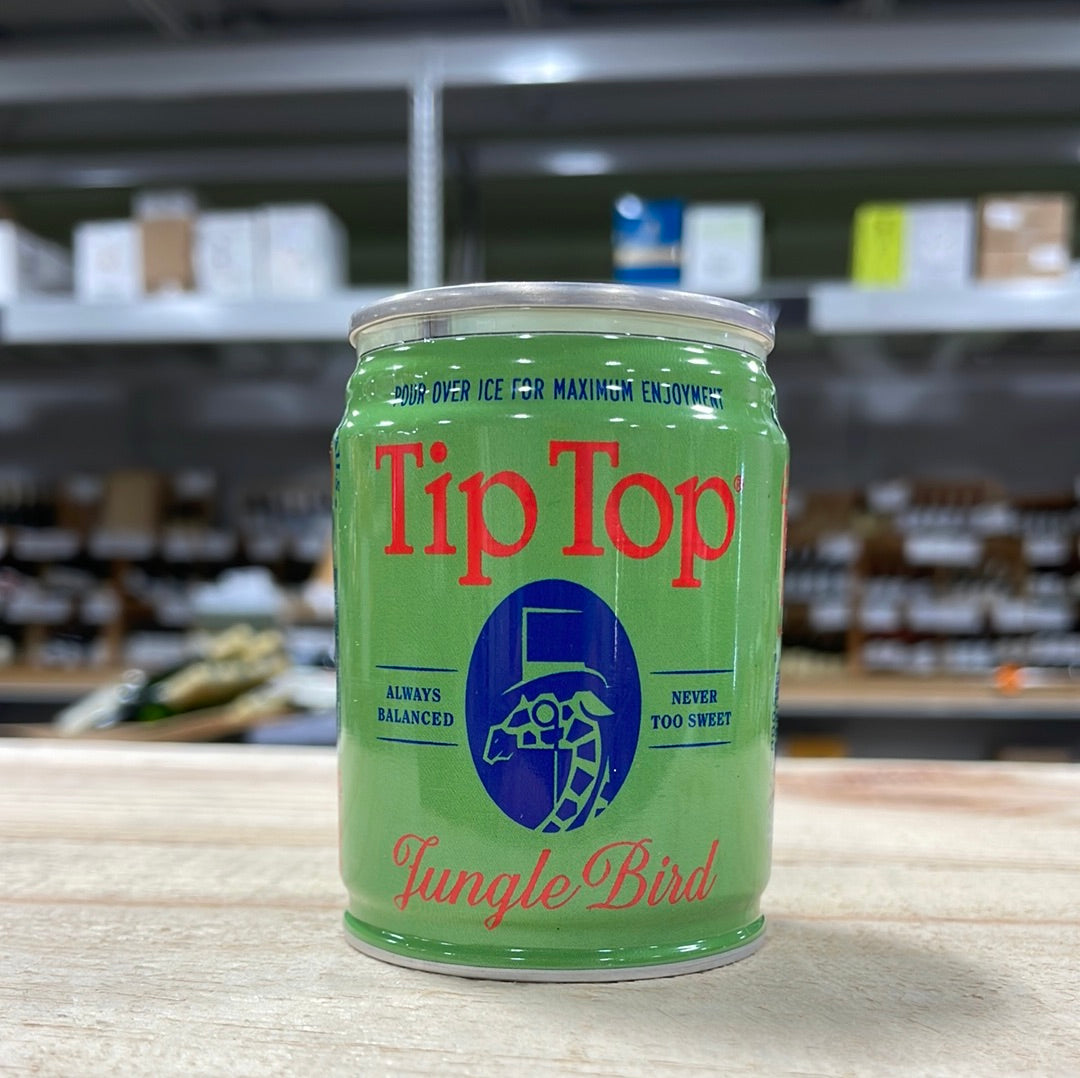 POUR OVER ICE FOR MAXIMUM ENJOYMENT
Tip Top®
ALWAYS
BALANCED
NEVER
TOO SWEET
Jungle Bird